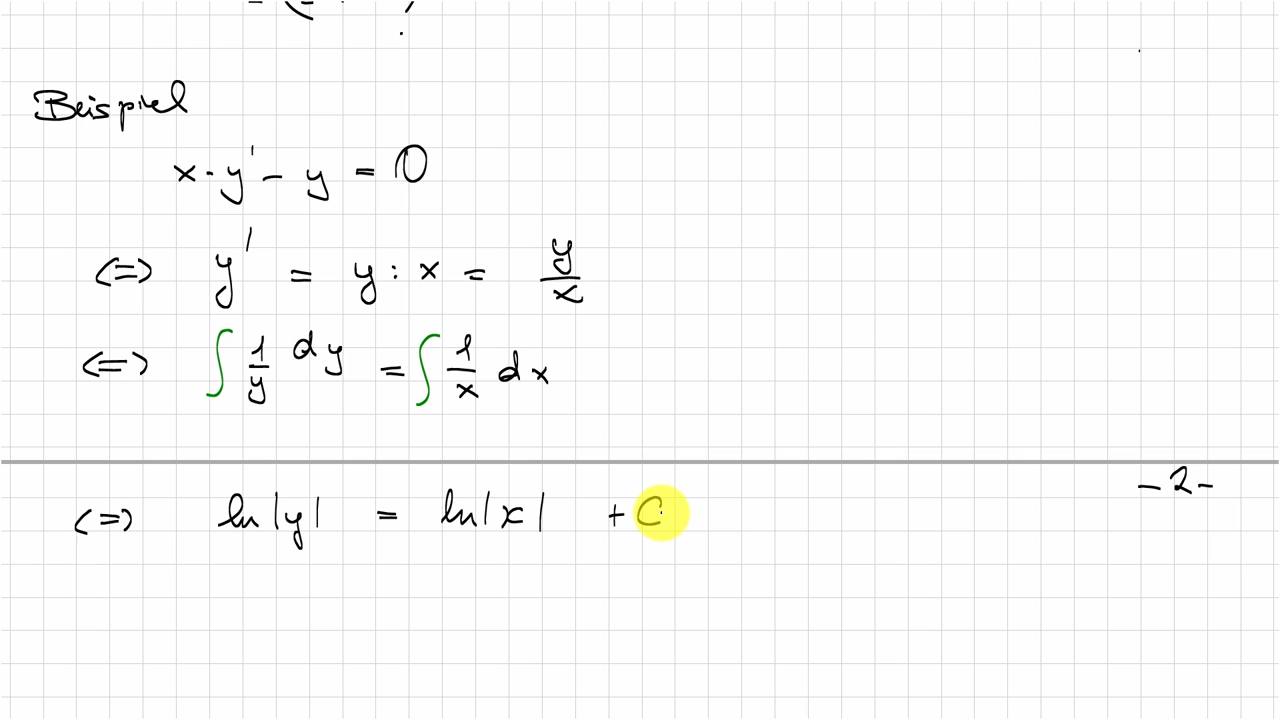 Beispiel
x · y' − y = 0
<=> y' = y : x = y/x
<=> ∫ 1/y dy = ∫ 1/x dx
- 2 -
<=> ln|y| = ln|x| + C